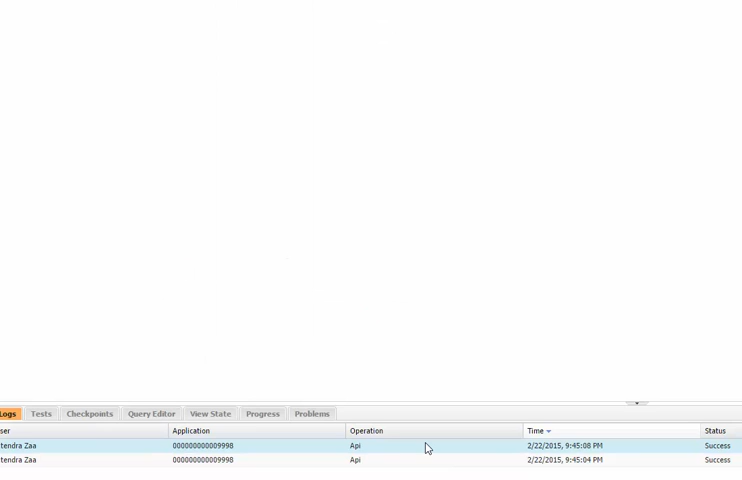 Logs Tests Checkpoints Query Editor View State Progress Problems
ser Application Operation Time Status
tendra Zaa 000000000009998 Api 2/22/2015, 9:45:08 PM Success
tendra Zaa 000000000009998 Api 2/22/2015, 9:45:04 PM Success